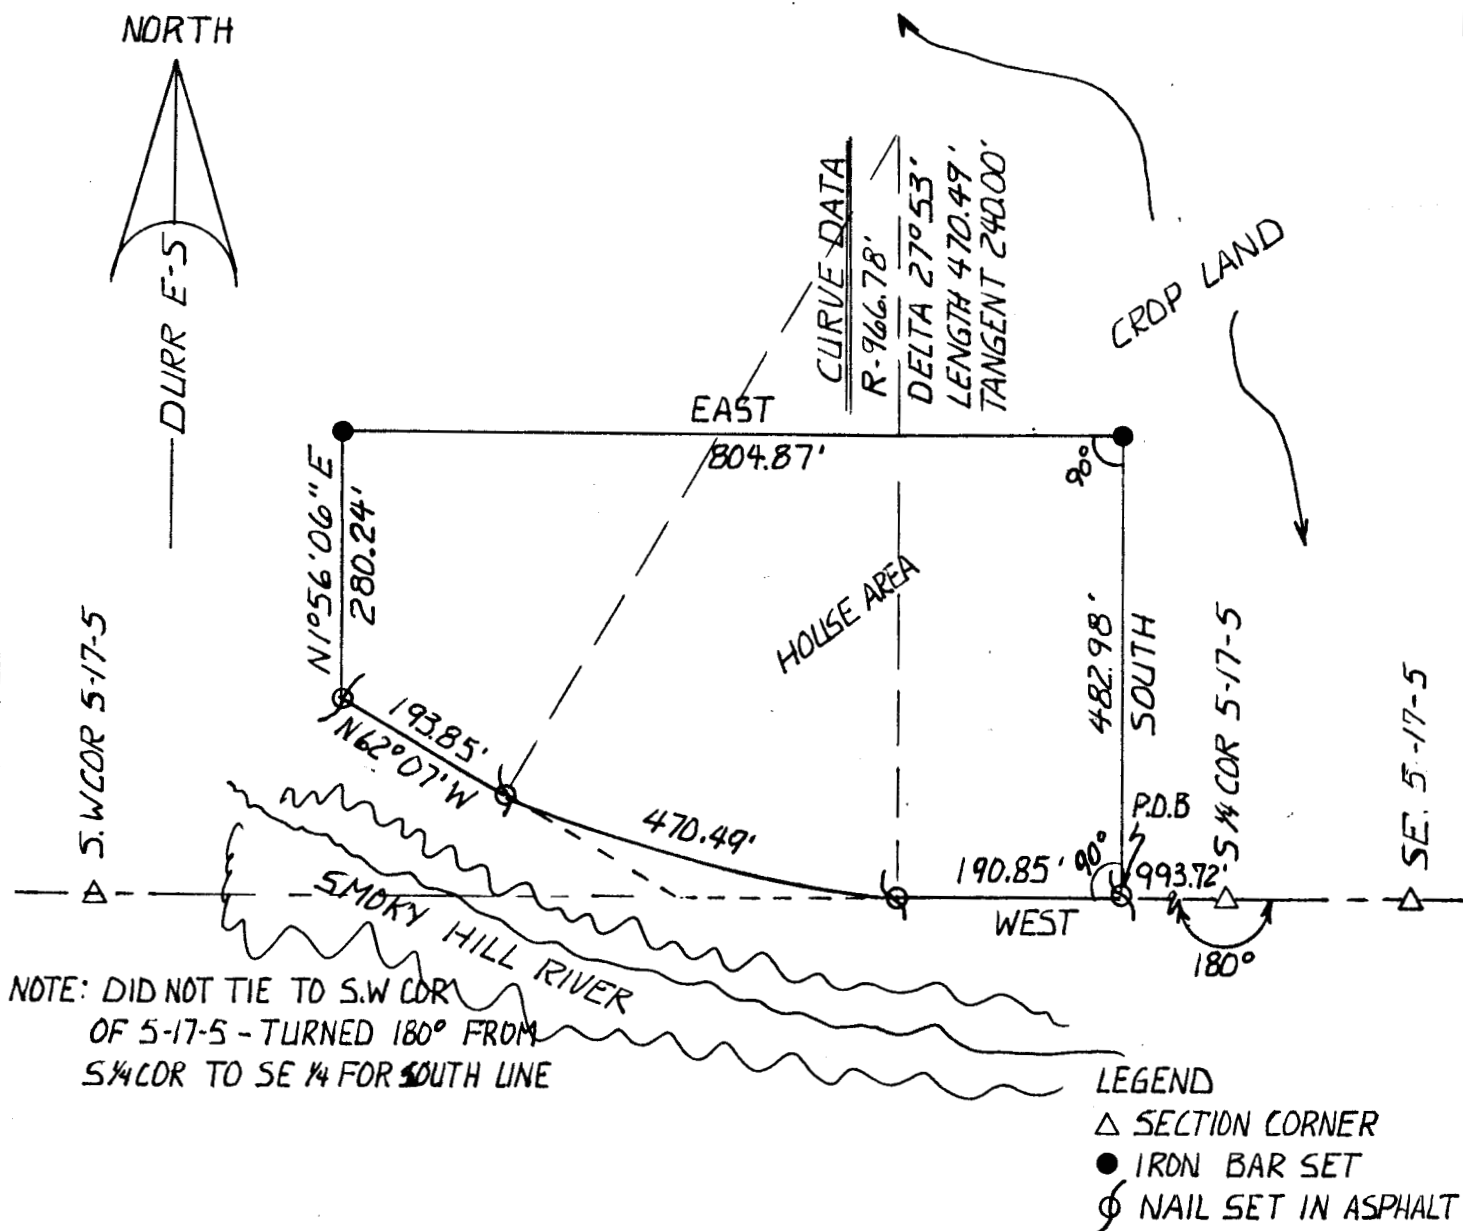 NORTH
DURR E-5
CURVE DATA
R-966.78'
DELTA 27°53'
LENGTH 470.49'
TANGENT 240.00'
CROP LAND
EAST
804.87'
90°
N1°56'06"E
280.24'
HOUSE AREA
482.98'
SOUTH
193.85'
N62°07'W
470.49'
190.85'
90°
WEST
P.O.B
993.72'
S.W COR 5-17-5
S 1/4 COR 5-17-5
SE. 5-17-5
180°
SMOKY HILL RIVER
NOTE: DID NOT TIE TO S.W COR
OF 5-17-5 - TURNED 180° FROM
S 1/4 COR TO SE 1/4 FOR SOUTH LINE
LEGEND
△ SECTION CORNER
● IRON BAR SET
NAIL SET IN ASPHALT